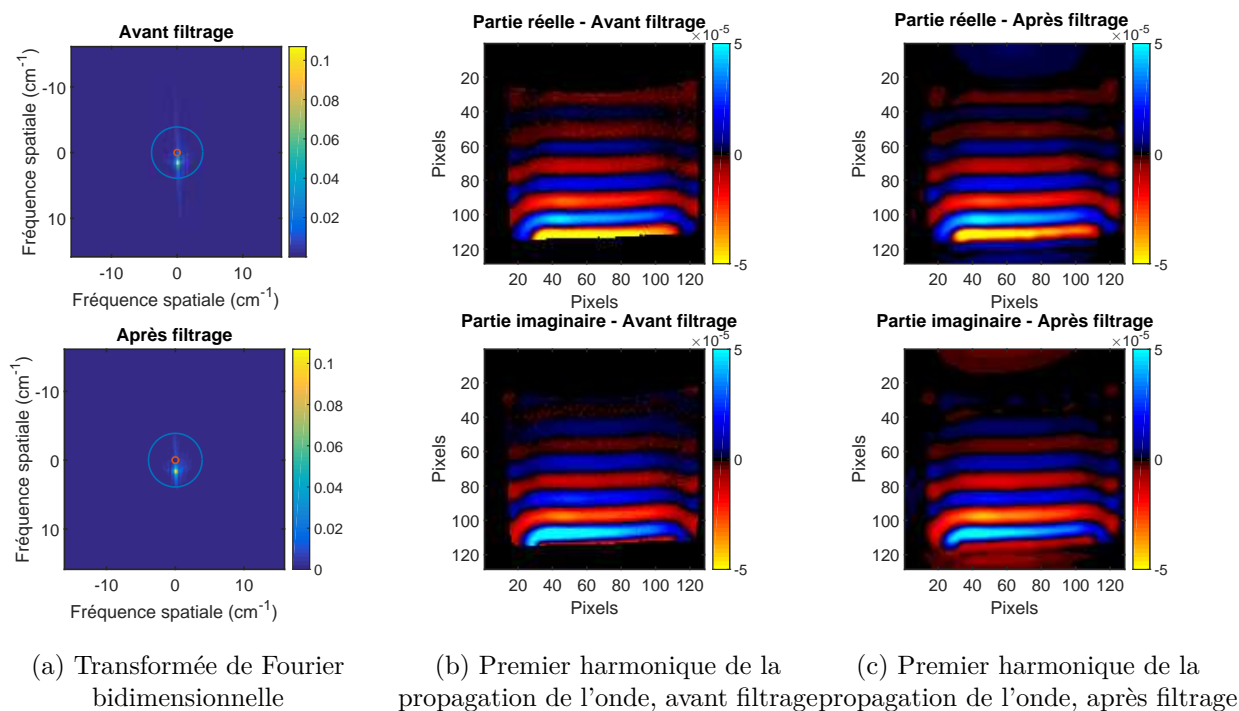 Avant filtrage
Fréquence spatiale (cm-1)
-10
0
10
-10 0 10
Fréquence spatiale (cm-1)
0.1
0.08
0.06
0.04
0.02
Après filtrage
Fréquence spatiale (cm-1)
-10
0
10
-10 0 10
Fréquence spatiale (cm-1)
0.1
0.08
0.06
0.04
0.02
0
Partie réelle - Avant filtrage
×10-5
Pixels
20
40
60
80
100
120
20 40 60 80 100 120
Pixels
5
0
-5
Partie imaginaire - Avant filtrage
×10-5
Pixels
20
40
60
80
100
120
20 40 60 80 100 120
Pixels
5
0
-5
Partie réelle - Après filtrage
×10-5
Pixels
20
40
60
80
100
120
20 40 60 80 100 120
Pixels
5
0
-5
Partie imaginaire - Après filtrage
×10-5
Pixels
20
40
60
80
100
120
20 40 60 80 100 120
Pixels
5
0
-5
(a) Transformée de Fourier
bidimensionnelle
(b) Premier harmonique de la
propagation de l'onde, avant filtrage
(c) Premier harmonique de la
propagation de l'onde, après filtrage